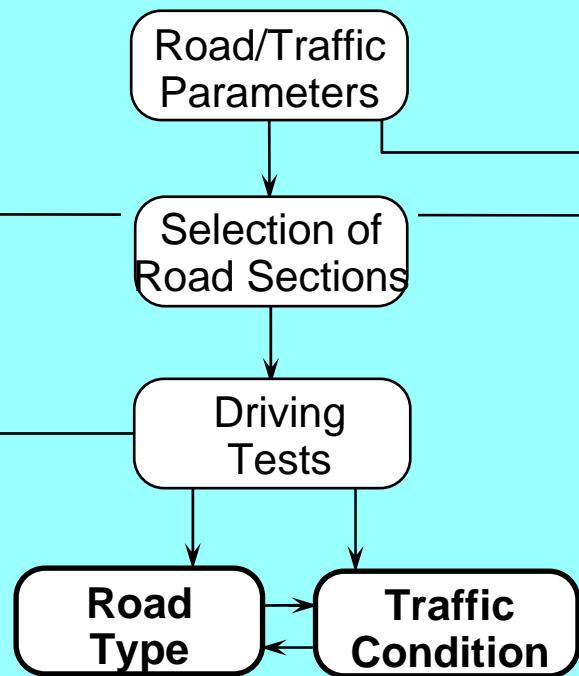 Road/Traffic
Parameters
Selection of
Road Sections
Driving
Tests
Road
Type
Traffic
Condition